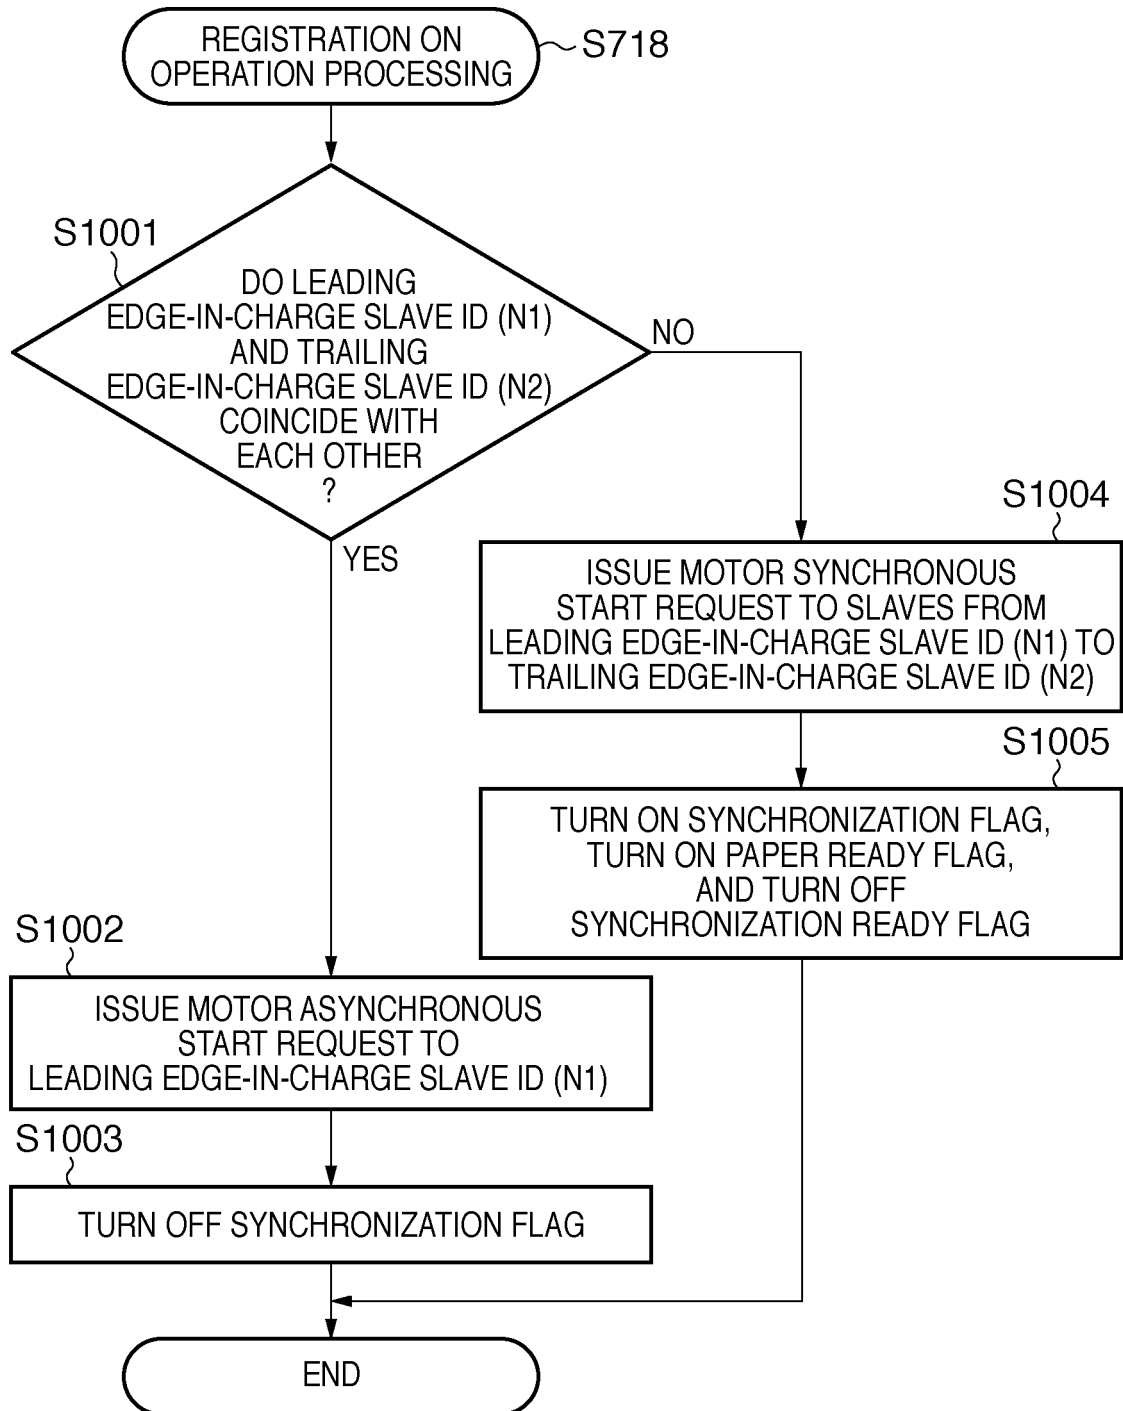 REGISTRATION ON
OPERATION PROCESSING
S718
S1001
DO LEADING
EDGE-IN-CHARGE SLAVE ID (N1)
AND TRAILING
EDGE-IN-CHARGE SLAVE ID (N2)
COINCIDE WITH
EACH OTHER
?
NO
YES
S1004
ISSUE MOTOR SYNCHRONOUS
START REQUEST TO SLAVES FROM
LEADING EDGE-IN-CHARGE SLAVE ID (N1) TO
TRAILING EDGE-IN-CHARGE SLAVE ID (N2)
S1005
TURN ON SYNCHRONIZATION FLAG,
TURN ON PAPER READY FLAG,
AND TURN OFF
SYNCHRONIZATION READY FLAG
S1002
ISSUE MOTOR ASYNCHRONOUS
START REQUEST TO
LEADING EDGE-IN-CHARGE SLAVE ID (N1)
S1003
TURN OFF SYNCHRONIZATION FLAG
END